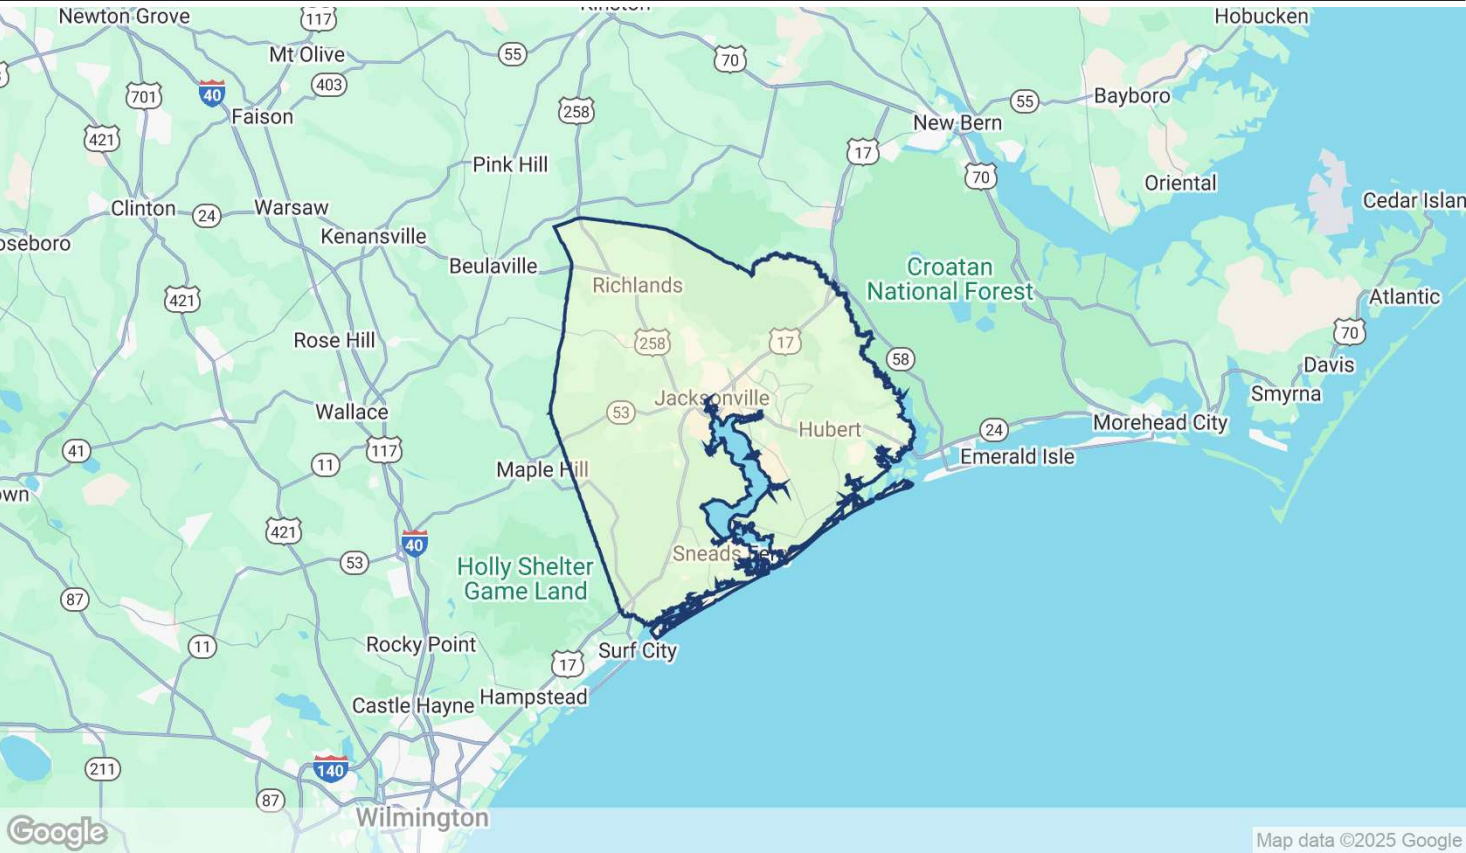 Kinston
Newton Grove
117
Hobucken
Mt Olive
55
70
403
701
40
Bayboro
55
258
Faison
New Bern
421
17
Pink Hill
70
Oriental
Cedar Islan
Clinton
24
Warsaw
Kenansville
oseboro
Beulaville
Croatan
National Forest
Richlands
421
Atlantic
70
Rose Hill
258
17
58
Davis
Smyrna
Jacksonville
Wallace
53
Hubert
24
Morehead City
41
117
11
Maple Hill
Emerald Isle
own
421
40
53
Holly Shelter
Game Land
Sneads Ferry
87
11
Rocky Point
Surf City
17
Castle Hayne
Hampstead
211
140
87
Wilmington
Google
Map data ©2025 Google